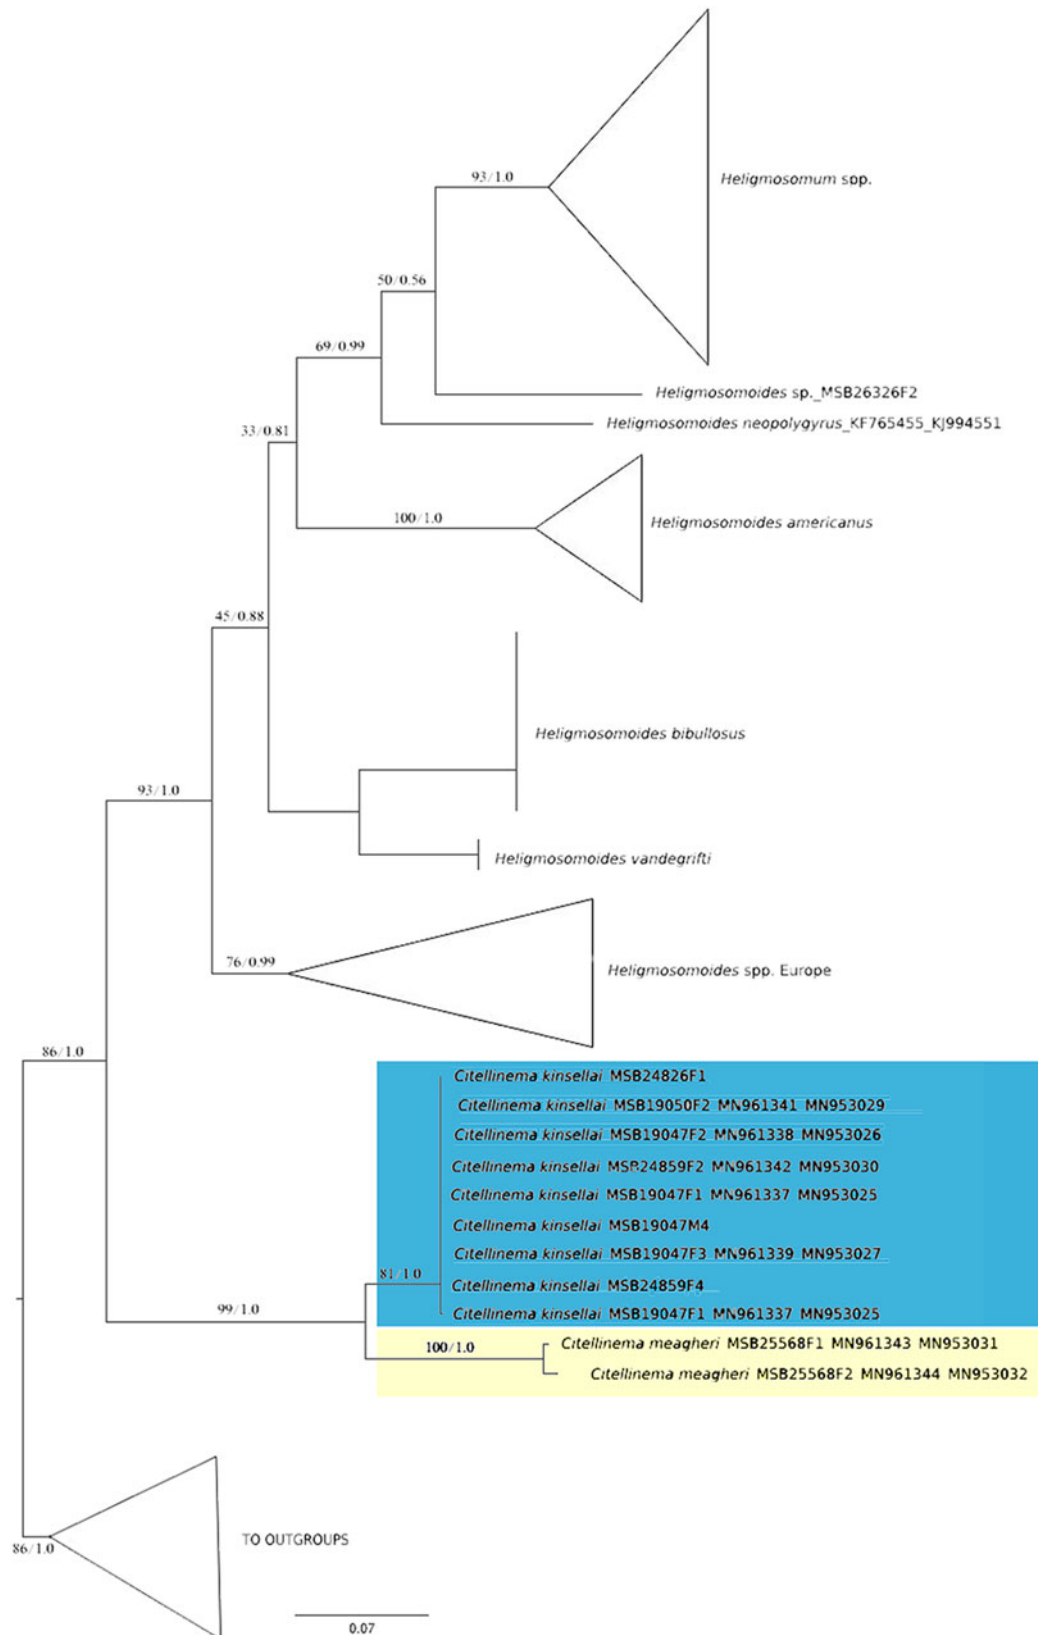 93/1.0
Heligmosomum spp.
50/0.56
69/0.99
Heligmosomoides sp._MSB26326F2
Heligmosomoides neopolygyrus_KF765455_KJ994551
33/0.81
100/1.0
Heligmosomoides americanus
45/0.88
Heligmosomoides bibullosus
93/1.0
Heligmosomoides vandegrifti
76/0.99
Heligmosomoides spp. Europe
86/1.0
Citellinema kinsellai MSB24826F1
Citellinema kinsellai MSB19050F2 MN961341 MN953029
Citellinema kinsellai MSB19047F2 MN961338 MN953026
Citellinema kinsellai MSB24859F2 MN961342 MN953030
Citellinema kinsellai MSB19047F1 MN961337 MN953025
Citellinema kinsellai MSB19047M4
Citellinema kinsellai MSB19047F3 MN961339 MN953027
81/1.0
Citellinema kinsellai MSB24859F4
99/1.0
Citellinema kinsellai MSB19047F1 MN961337 MN953025
100/1.0
Citellinema meagheri MSB25568F1 MN961343 MN953031
Citellinema meagheri MSB25568F2 MN961344 MN953032
TO OUTGROUPS
86/1.0
0.07